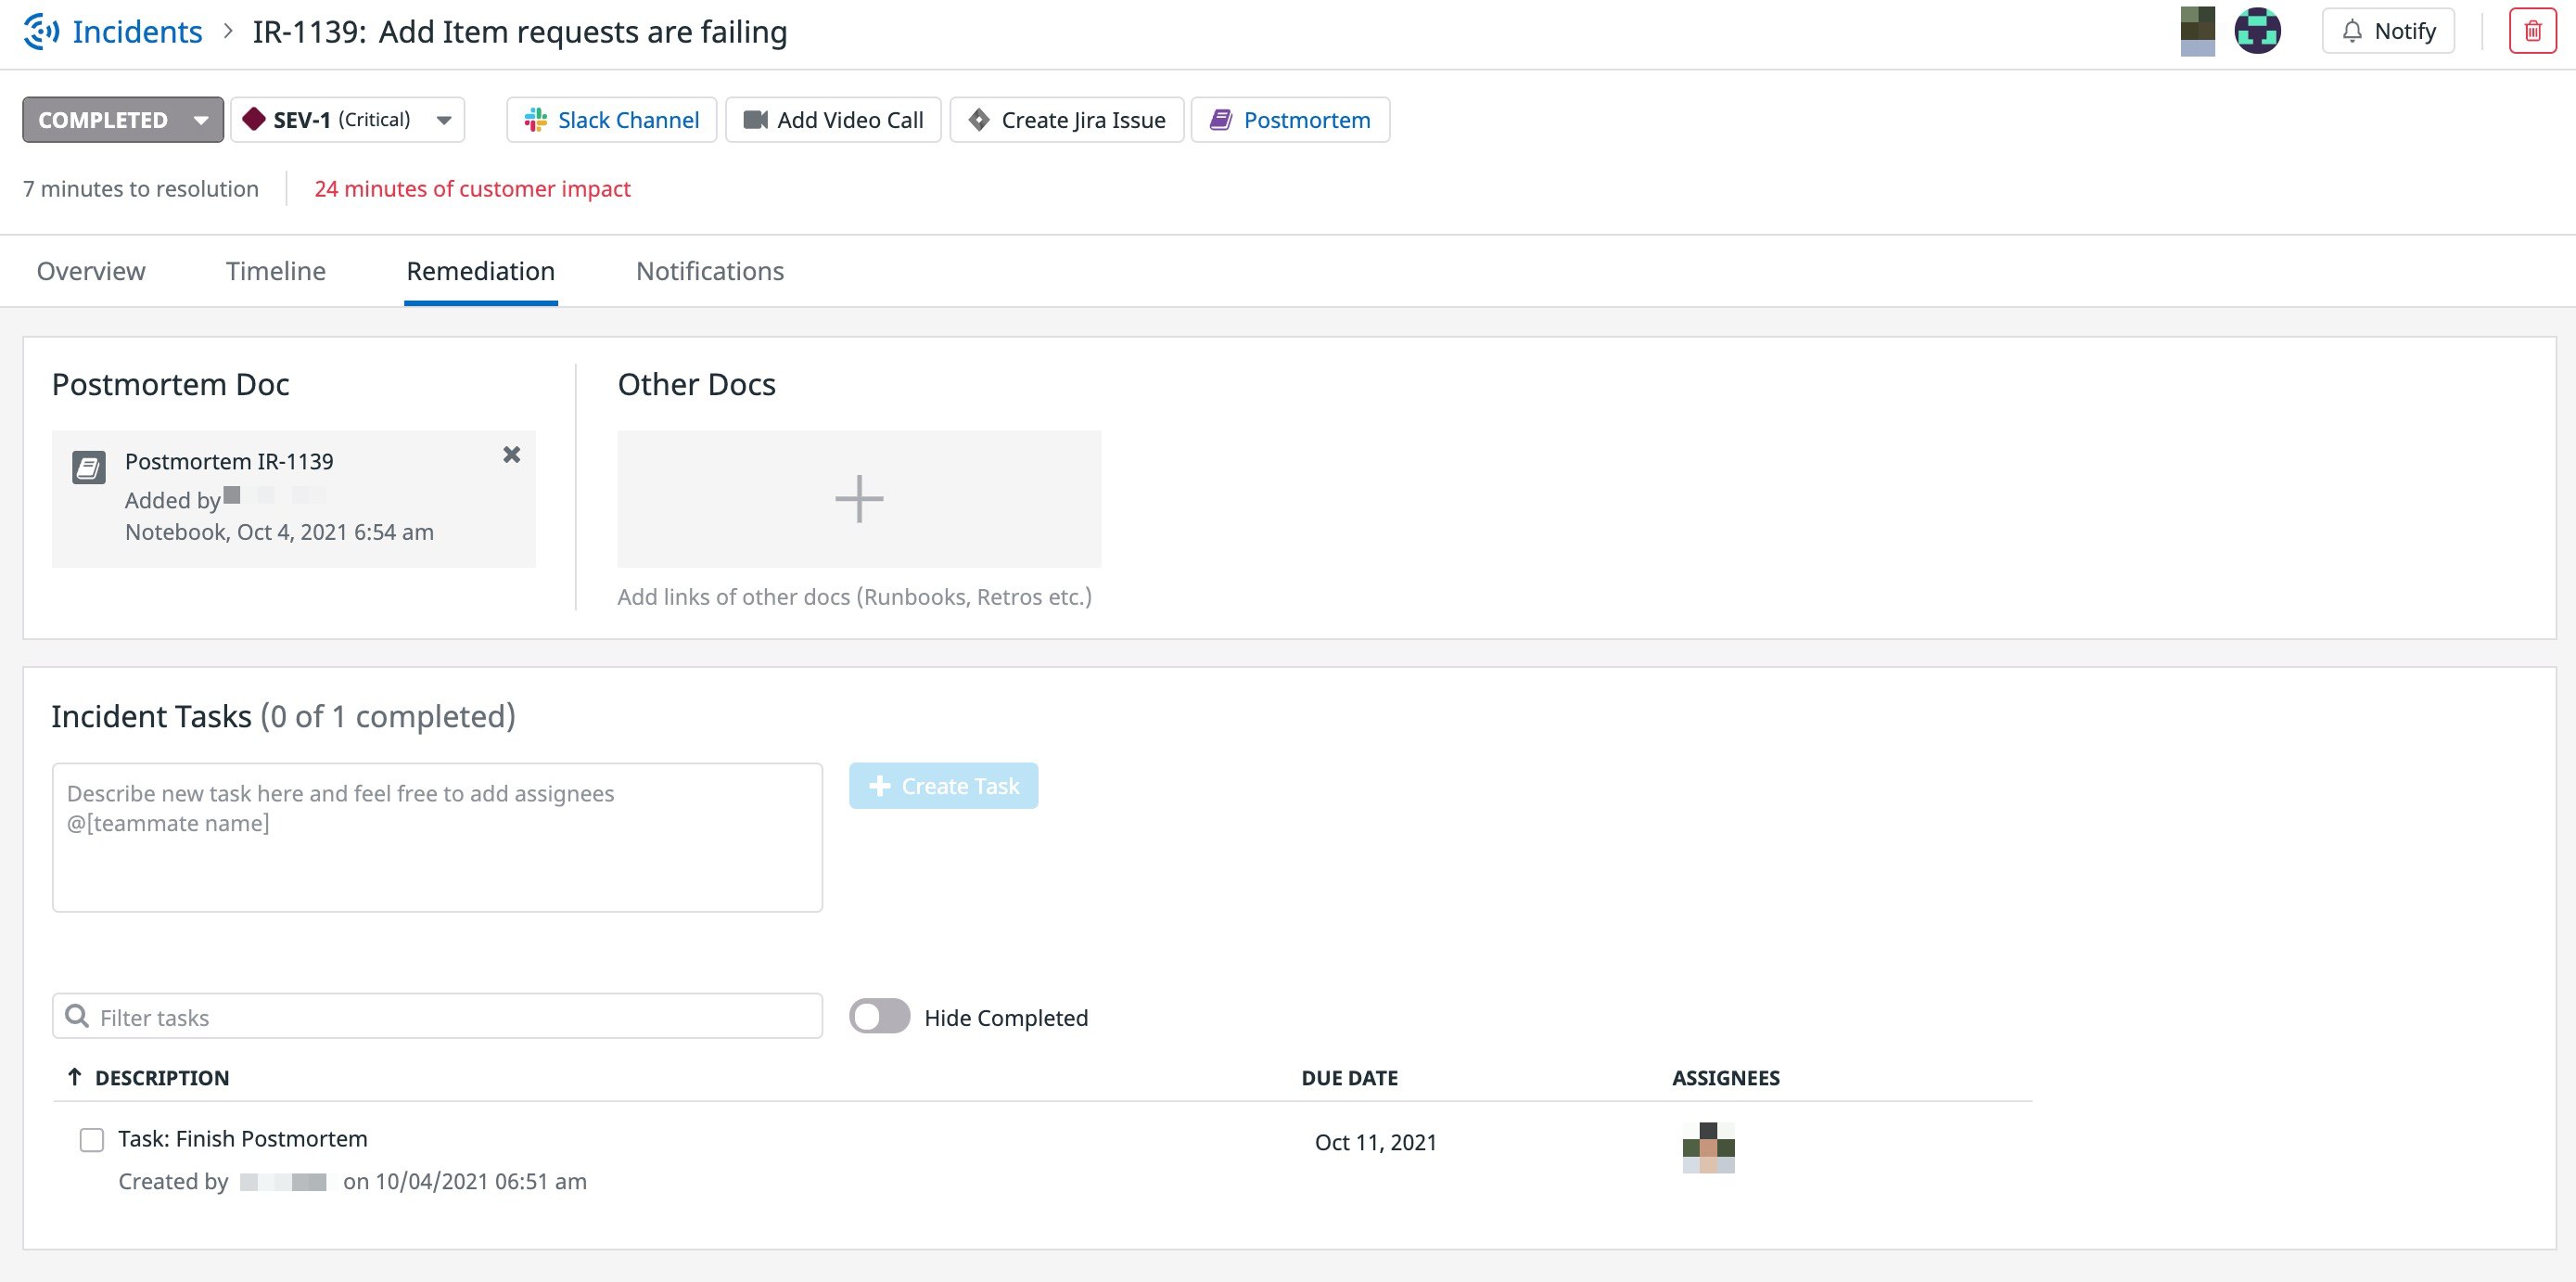 Incidents > IR-1139: Add Item requests are failing
Notify
COMPLETED
SEV-1 (Critical)
Slack Channel
Add Video Call
Create Jira Issue
Postmortem
7 minutes to resolution
24 minutes of customer impact
Overview
Timeline
Remediation
Notifications
Postmortem Doc
Postmortem IR-1139
Added by
Notebook, Oct 4, 2021 6:54 am
Other Docs
Add links of other docs (Runbooks, Retros etc.)
Incident Tasks (0 of 1 completed)
Describe new task here and feel free to add assignees
@[teammate name]
Create Task
Filter tasks
Hide Completed
DESCRIPTION
DUE DATE
ASSIGNEES
Task: Finish Postmortem
Oct 11, 2021
Created by on 10/04/2021 06:51 am